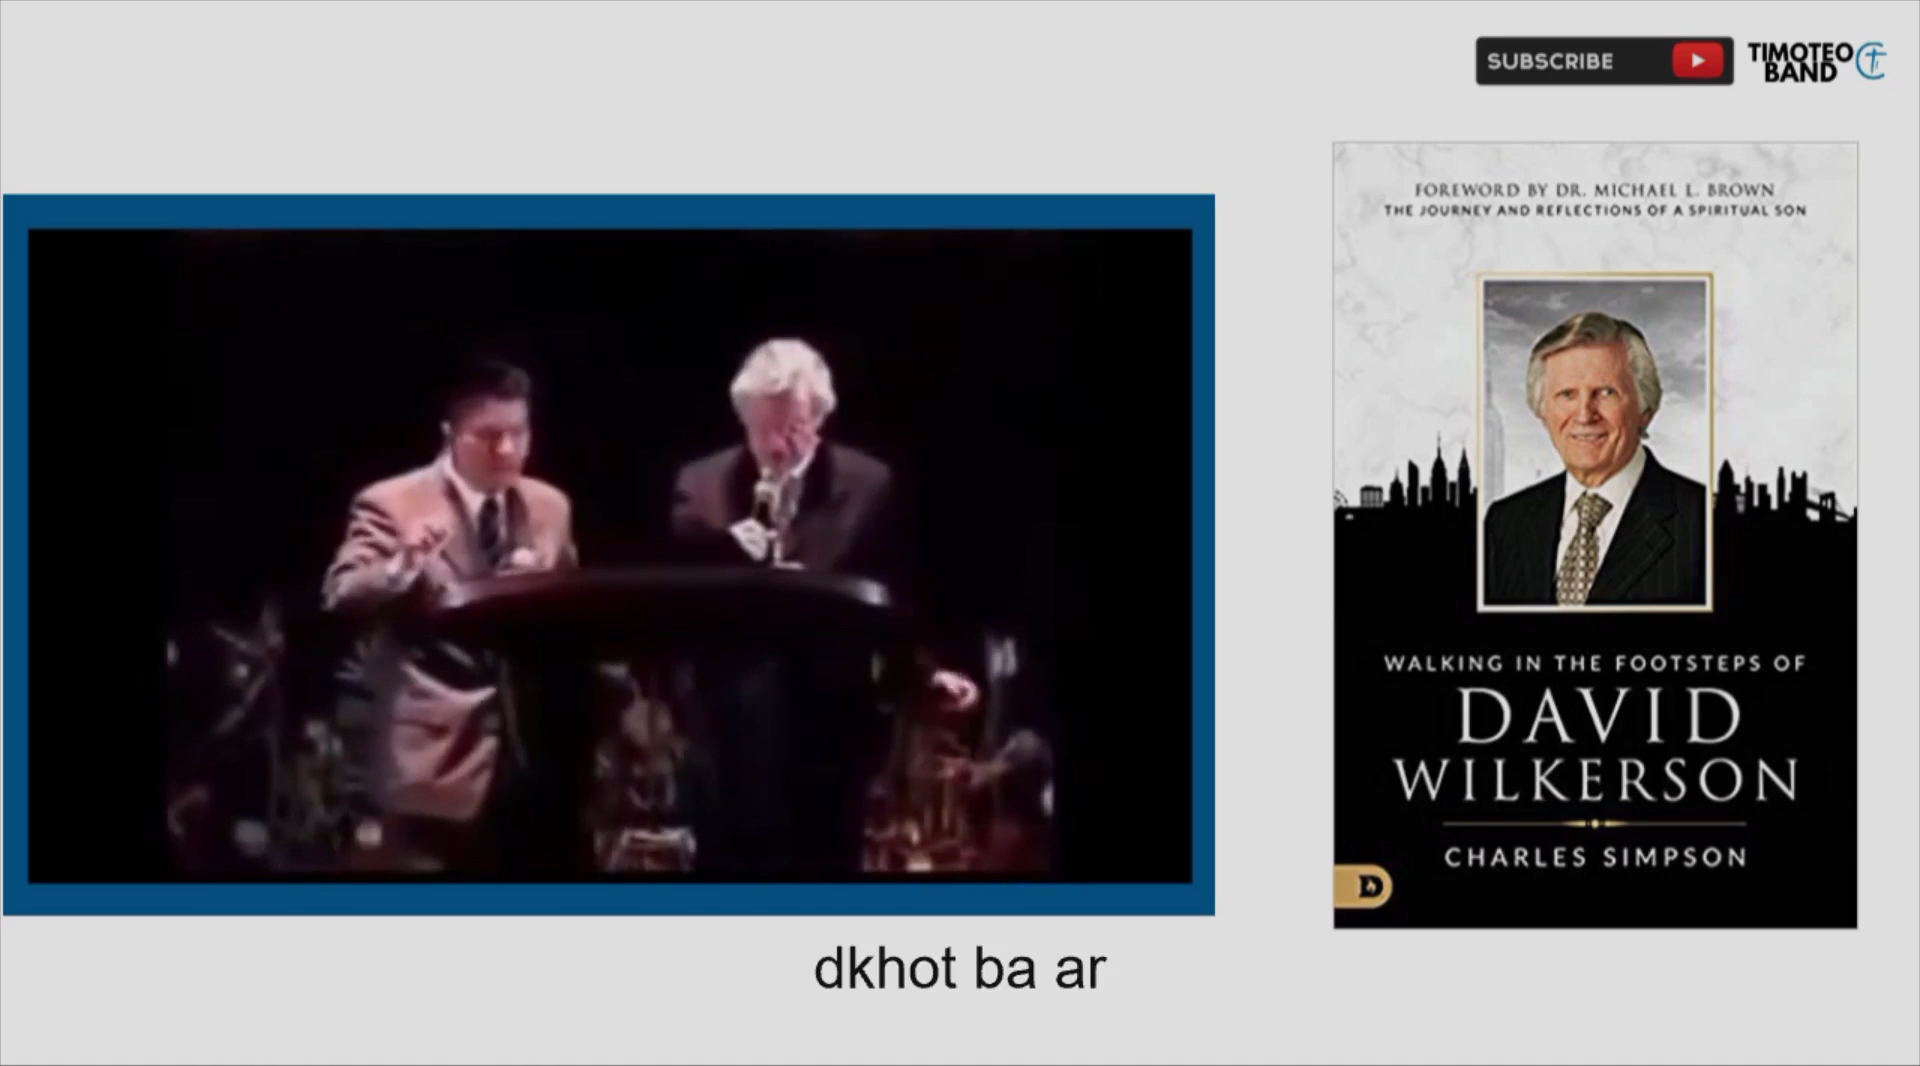 SUBSCRIBE
TIMOTEO
BAND
FOREWORD BY DR. MICHAEL L. BROWN
THE JOURNEY AND REFLECTIONS OF A SPIRITUAL SON
WALKING IN THE FOOTSTEPS OF
DAVID
WILKERSON
CHARLES SIMPSON
D
dkhot ba ar